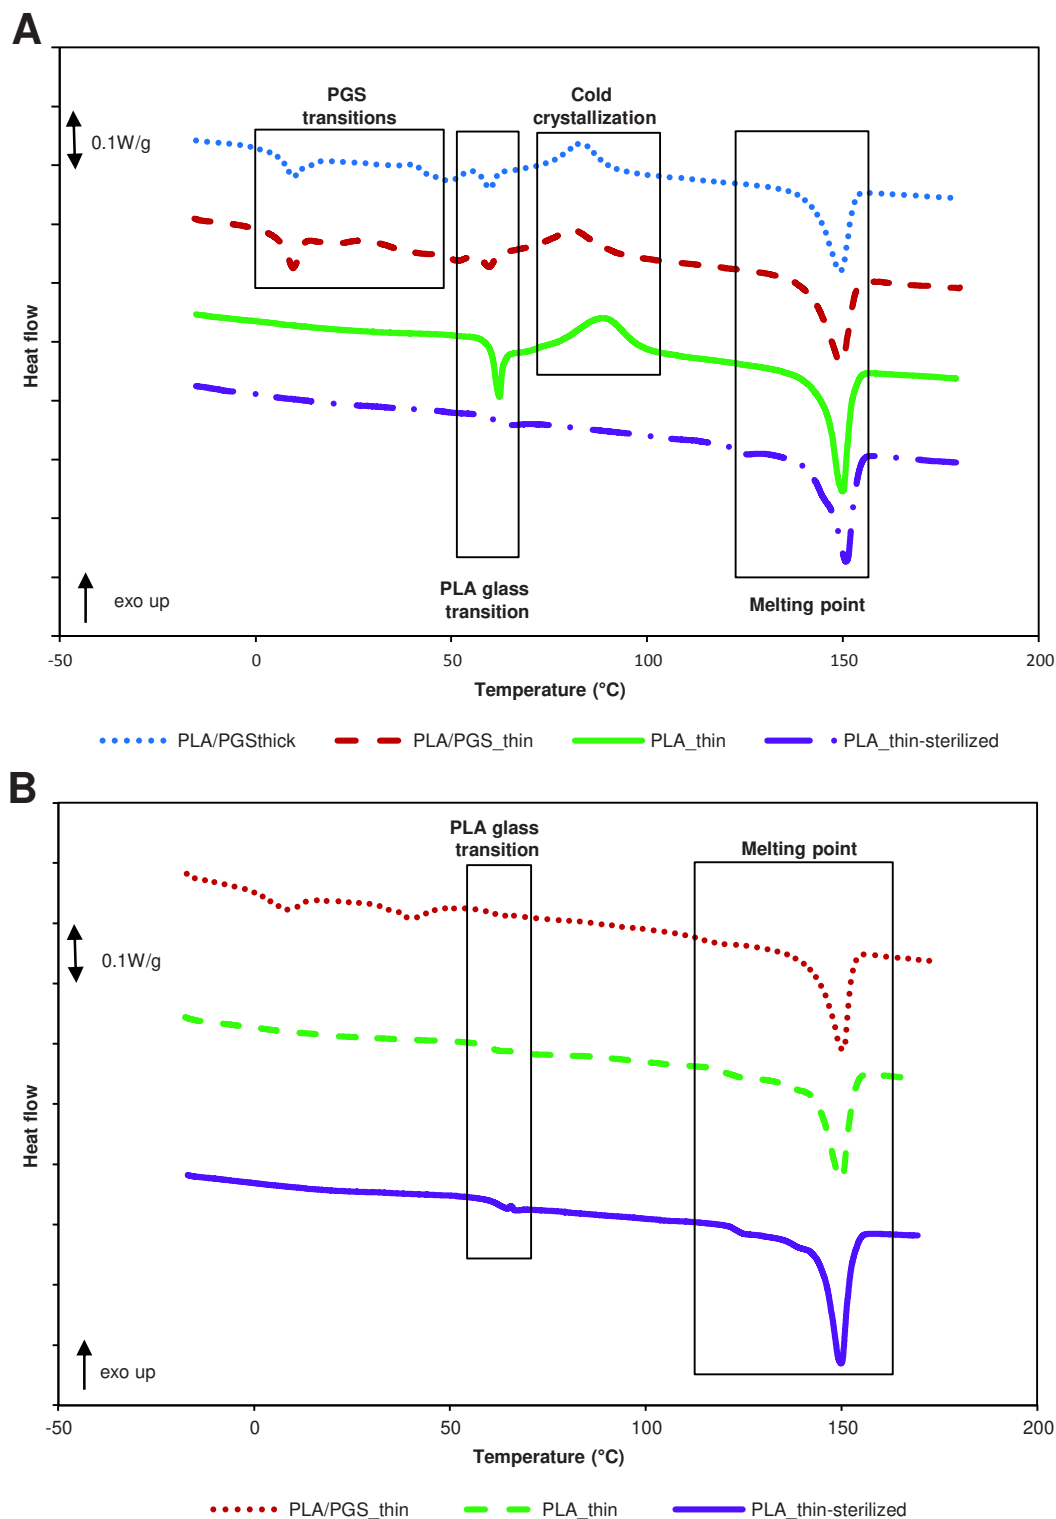 A
PGS
transitions
Cold
crystallization
0.1W/g
Heat flow
PLA glass
transition
Melting point
exo up
-50 0 50 100 150 200
Temperature (°C)
PLA/PGSthick PLA/PGS_thin PLA_thin PLA_thin-sterilized
B
PLA glass
transition
Melting point
0.1W/g
Heat flow
exo up
-50 0 50 100 150 200
Temperature (°C)
PLA/PGS_thin PLA_thin PLA_thin-sterilized